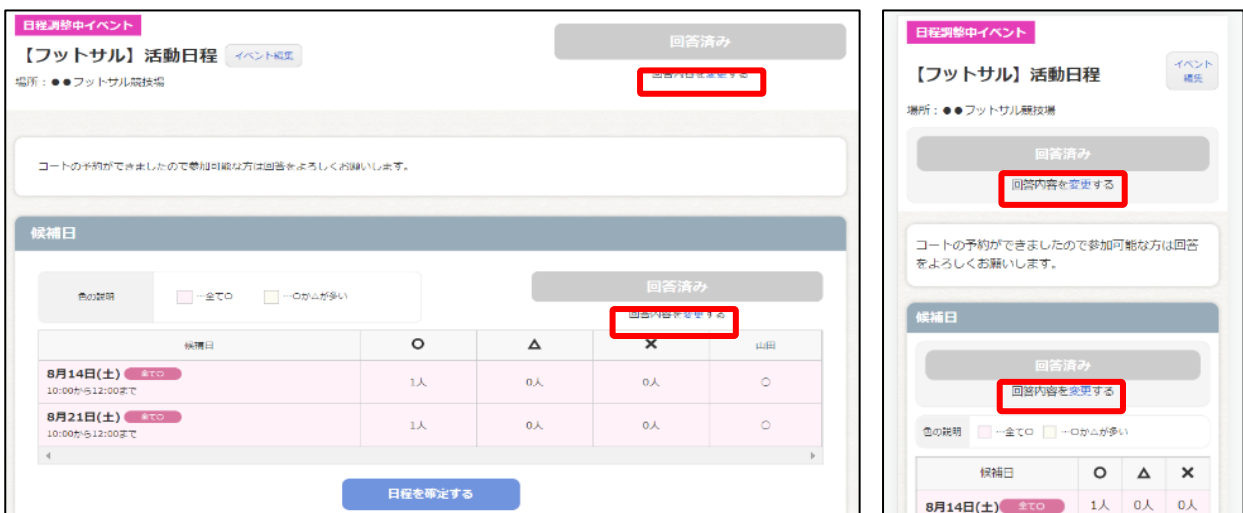 日程調整中イベント
【フットサル】活動日程 イベント編集
場所：●●フットサル競技場
回答済み
回答内容を変更する
コートの予約ができましたので参加可能な方は回答をよろしくお願いします。
候補日
色の説明 …全て○ …○か△が多い
回答済み
回答内容を変更する
候補日 ○ △ × 山田
8月14日(土) 全て○ 1人 0人 0人 ○
10:00から12:00まで
8月21日(土) 全て○ 1人 0人 0人 ○
10:00から12:00まで
日程を確定する
日程調整中イベント
【フットサル】活動日程
イベント
編集
場所：●●フットサル競技場
回答済み
回答内容を変更する
コートの予約ができましたので参加可能な方は回答
をよろしくお願いします。
候補日
回答済み
回答内容を変更する
色の説明 …全て○ …○か△が多い
候補日 ○ △ ×
8月14日(土) 全て○ 1人 0人 0人